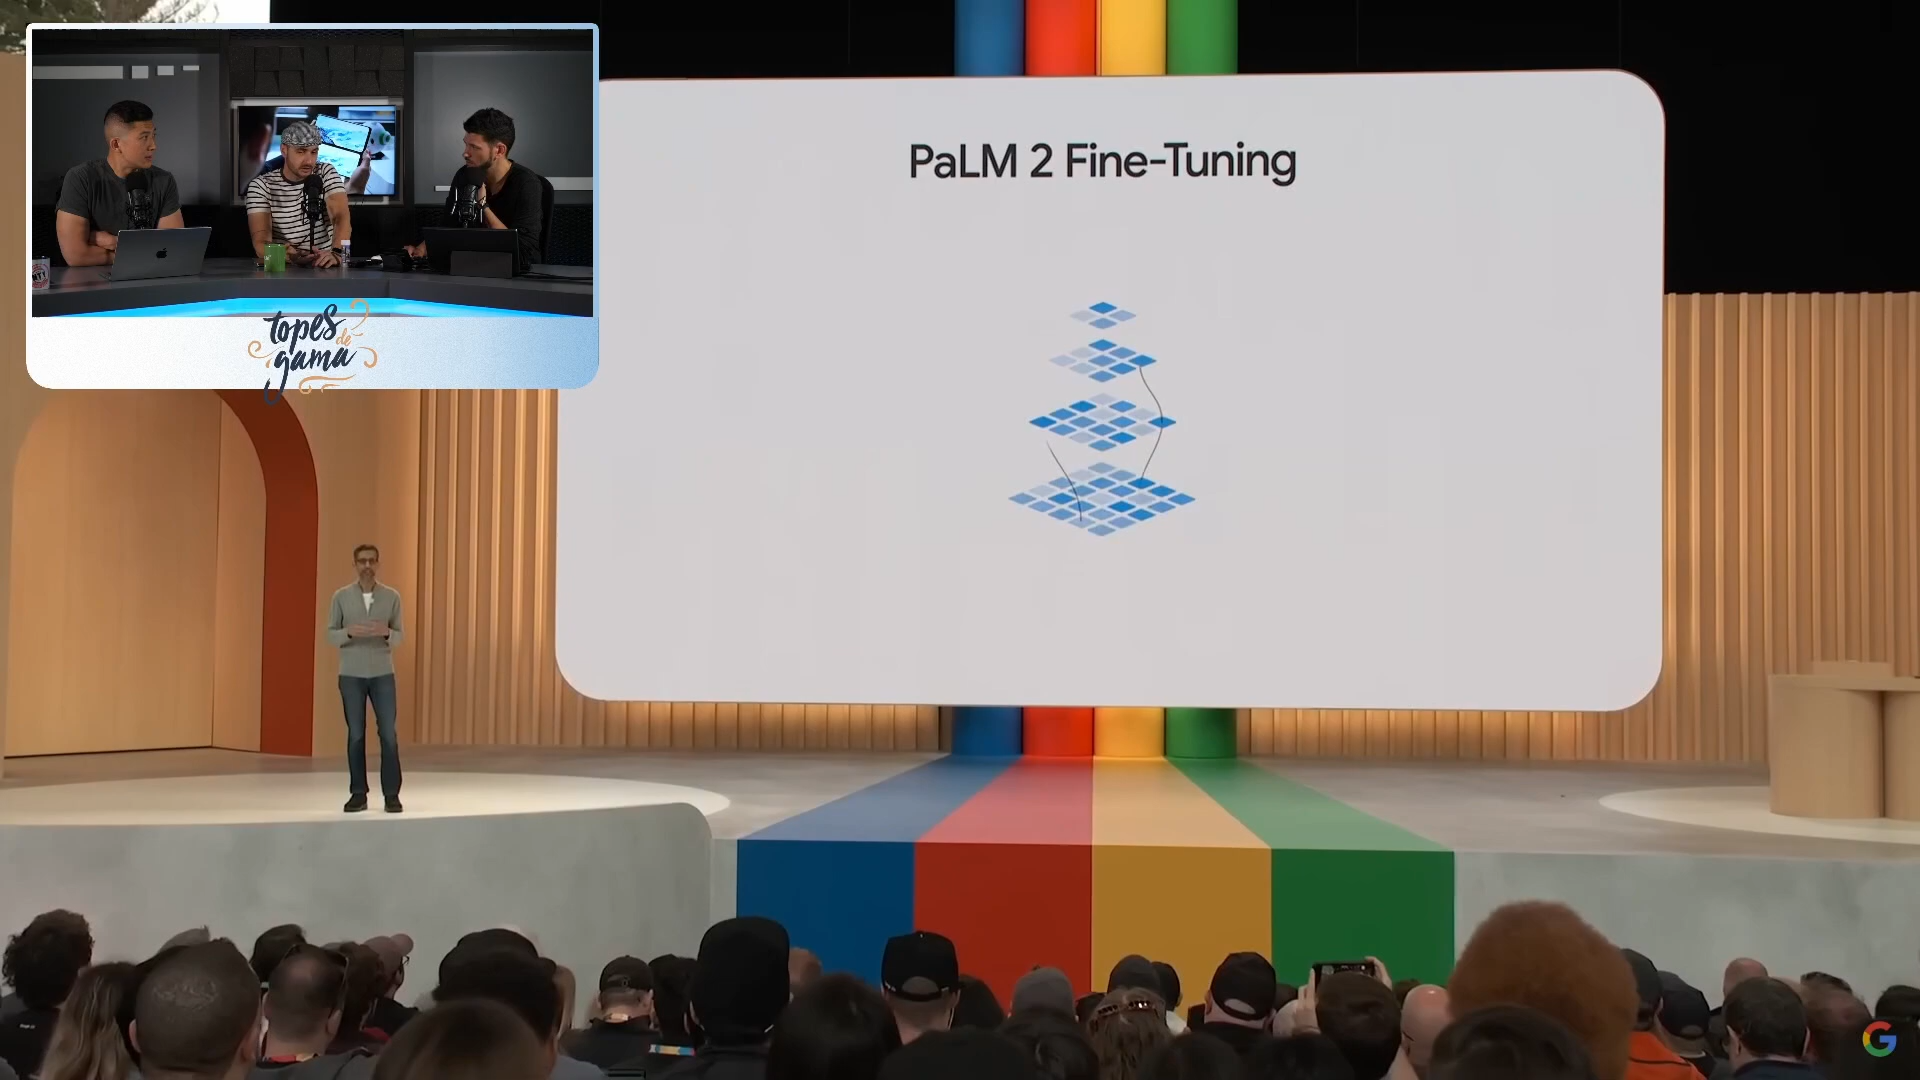 topes
de
gama
PaLM 2 Fine-Tuning